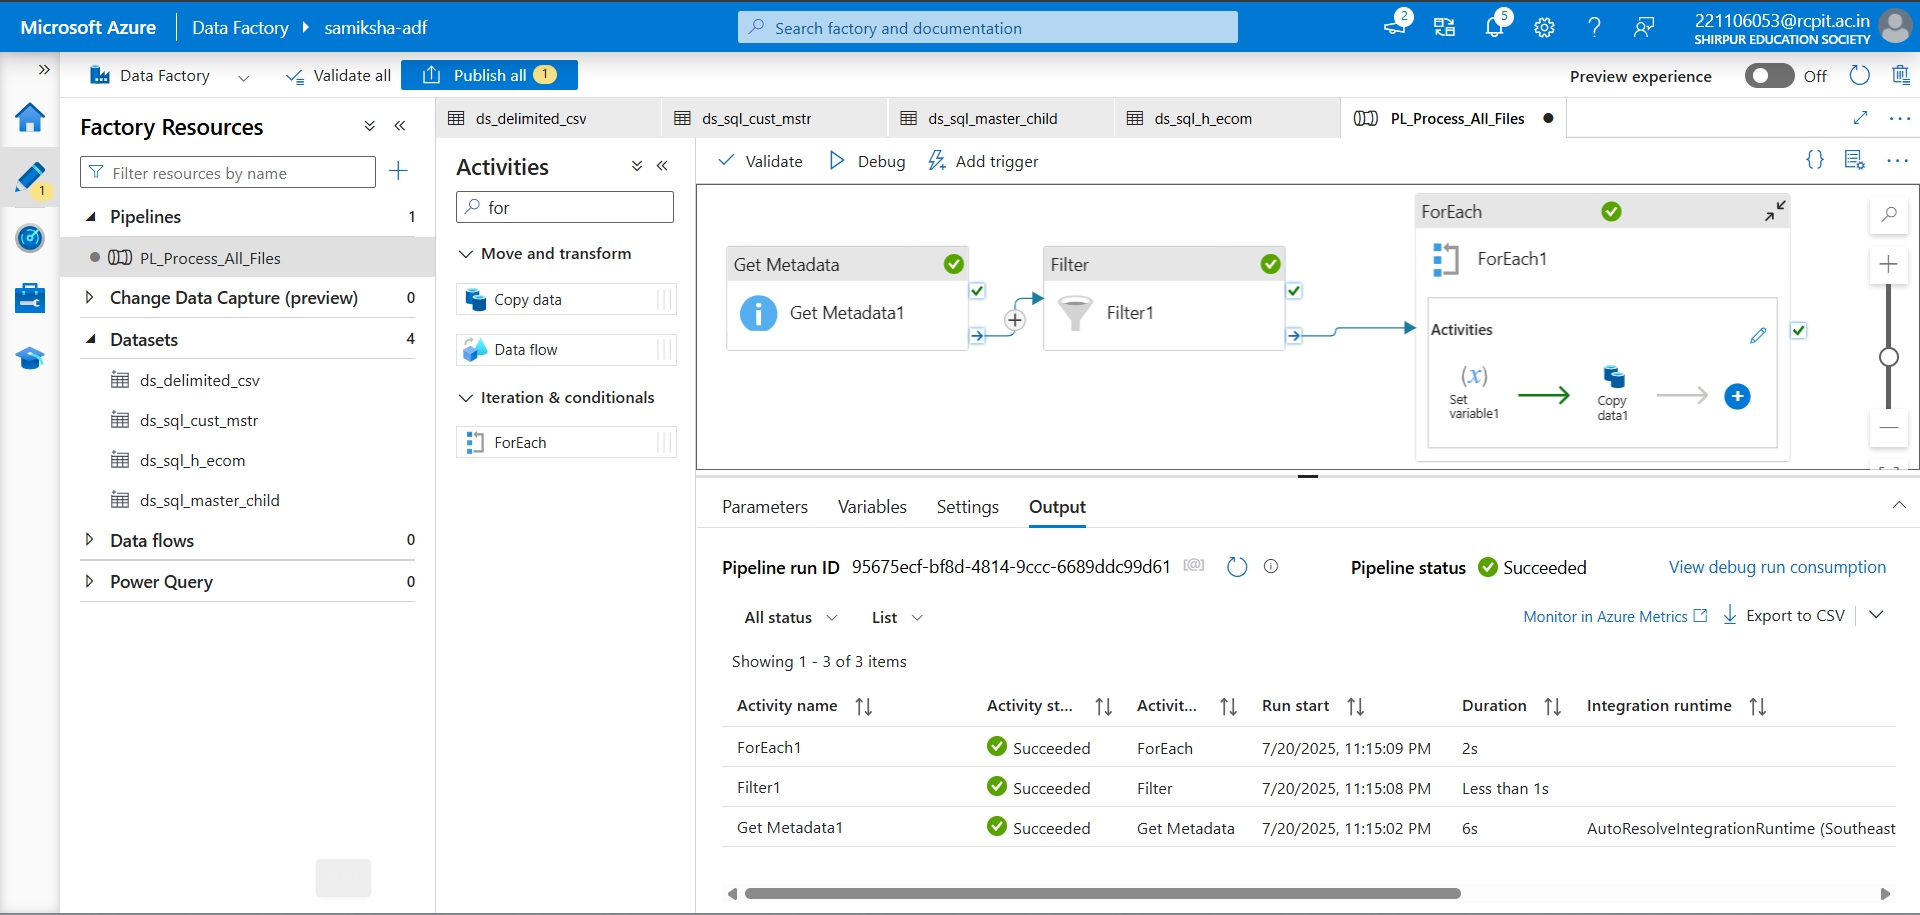 Microsoft Azure
Data Factory
samiksha-adf
Search factory and documentation
2
5
221106053@rcpit.ac.in
SHIRPUR EDUCATION SOCIETY
Data Factory
Validate all
Publish all
1
Preview experience
Off
1
Factory Resources
Filter resources by name
Pipelines
1
PL_Process_All_Files
Change Data Capture (preview)
0
Datasets
4
ds_delimited_csv
ds_sql_cust_mstr
ds_sql_h_ecom
ds_sql_master_child
Data flows
0
Power Query
0
ds_delimited_csv
ds_sql_cust_mstr
ds_sql_master_child
ds_sql_h_ecom
PL_Process_All_Files
Activities
for
Move and transform
Copy data
Data flow
Iteration & conditionals
ForEach
Validate
Debug
Add trigger
Get Metadata
Get Metadata1
Filter
Filter1
ForEach
ForEach1
Activities
(x)
Set
variable1
Copy
data1
Parameters
Variables
Settings
Output
Pipeline run ID
95675ecf-bf8d-4814-9ccc-6689ddc99d61
Pipeline status
Succeeded
View debug run consumption
All status
List
Monitor in Azure Metrics
Export to CSV
Showing 1 - 3 of 3 items
Activity name
Activity st...
Activit...
Run start
Duration
Integration runtime
ForEach1
Succeeded
ForEach
7/20/2025, 11:15:09 PM
2s
Filter1
Succeeded
Filter
7/20/2025, 11:15:08 PM
Less than 1s
Get Metadata1
Succeeded
Get Metadata
7/20/2025, 11:15:02 PM
6s
AutoResolveIntegrationRuntime (Southeast